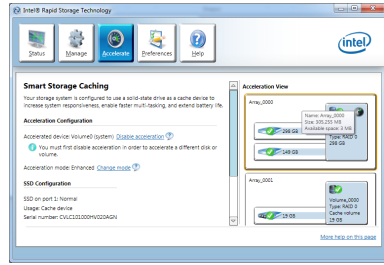 Intel® Rapid Storage Technology
Status
Manage
Accelerate
Preferences
Help
intel
Smart Storage Caching
Your storage system is configured to use a solid-state drive as a cache device to
increase system responsiveness, enable faster multi-tasking, and extend battery life.
Acceleration Configuration
Accelerated device: Volume0 (system) Disable acceleration
You must first disable acceleration in order to accelerate a different disk or
volume.
Acceleration mode: Enhanced Change mode
SSD Configuration
SSD on port 1: Normal
Usage: Cache device
Serial number: CVLC101000HV020AGN
Acceleration View
Array_0000
Name: Array_0000
Size: 305,255 MB
Available space: 3 MB
298 GB
Type: RAID 0
298 GB
149 GB
Array_0001
19 GB
Volume_0000
Type: RAID 0
Cache volume
19 GB
More help on this page